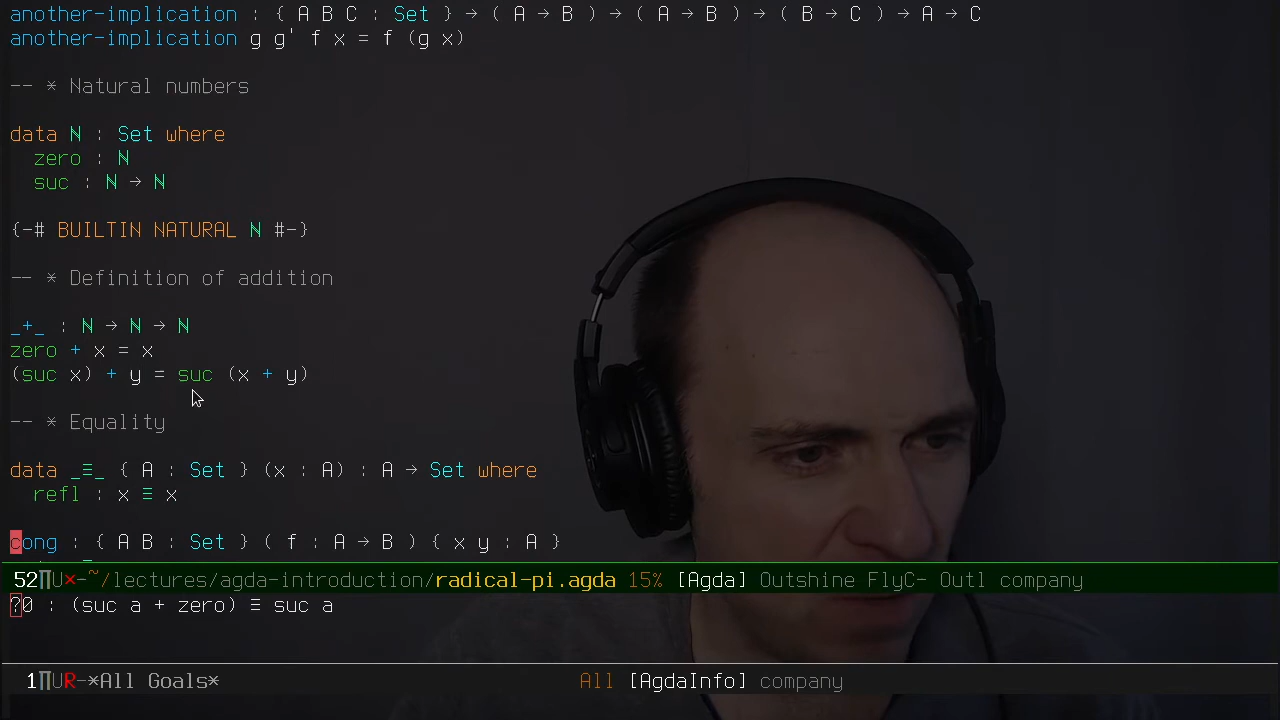 another-implication : { A B C : Set } → ( A → B ) → ( A → B ) → ( B → C ) → A → C
another-implication g g' f x = f (g x)
-- * Natural numbers
data ℕ : Set where
zero : ℕ
suc : ℕ → ℕ
{-# BUILTIN NATURAL ℕ #-}
-- * Definition of addition
_+_ : ℕ → ℕ → ℕ
zero + x = x
(suc x) + y = suc (x + y)
-- * Equality
data _≡_ { A : Set } (x : A) : A → Set where
refl : x ≡ x
cong : { A B : Set } ( f : A → B ) { x y : A }
52∏U×-~/lectures/agda-introduction/radical-pi.agda 15% [Agda] Outshine FlyC- Outl company
?0 : (suc a + zero) ≡ suc a
1∏UR-*All Goals* All [AgdaInfo] company